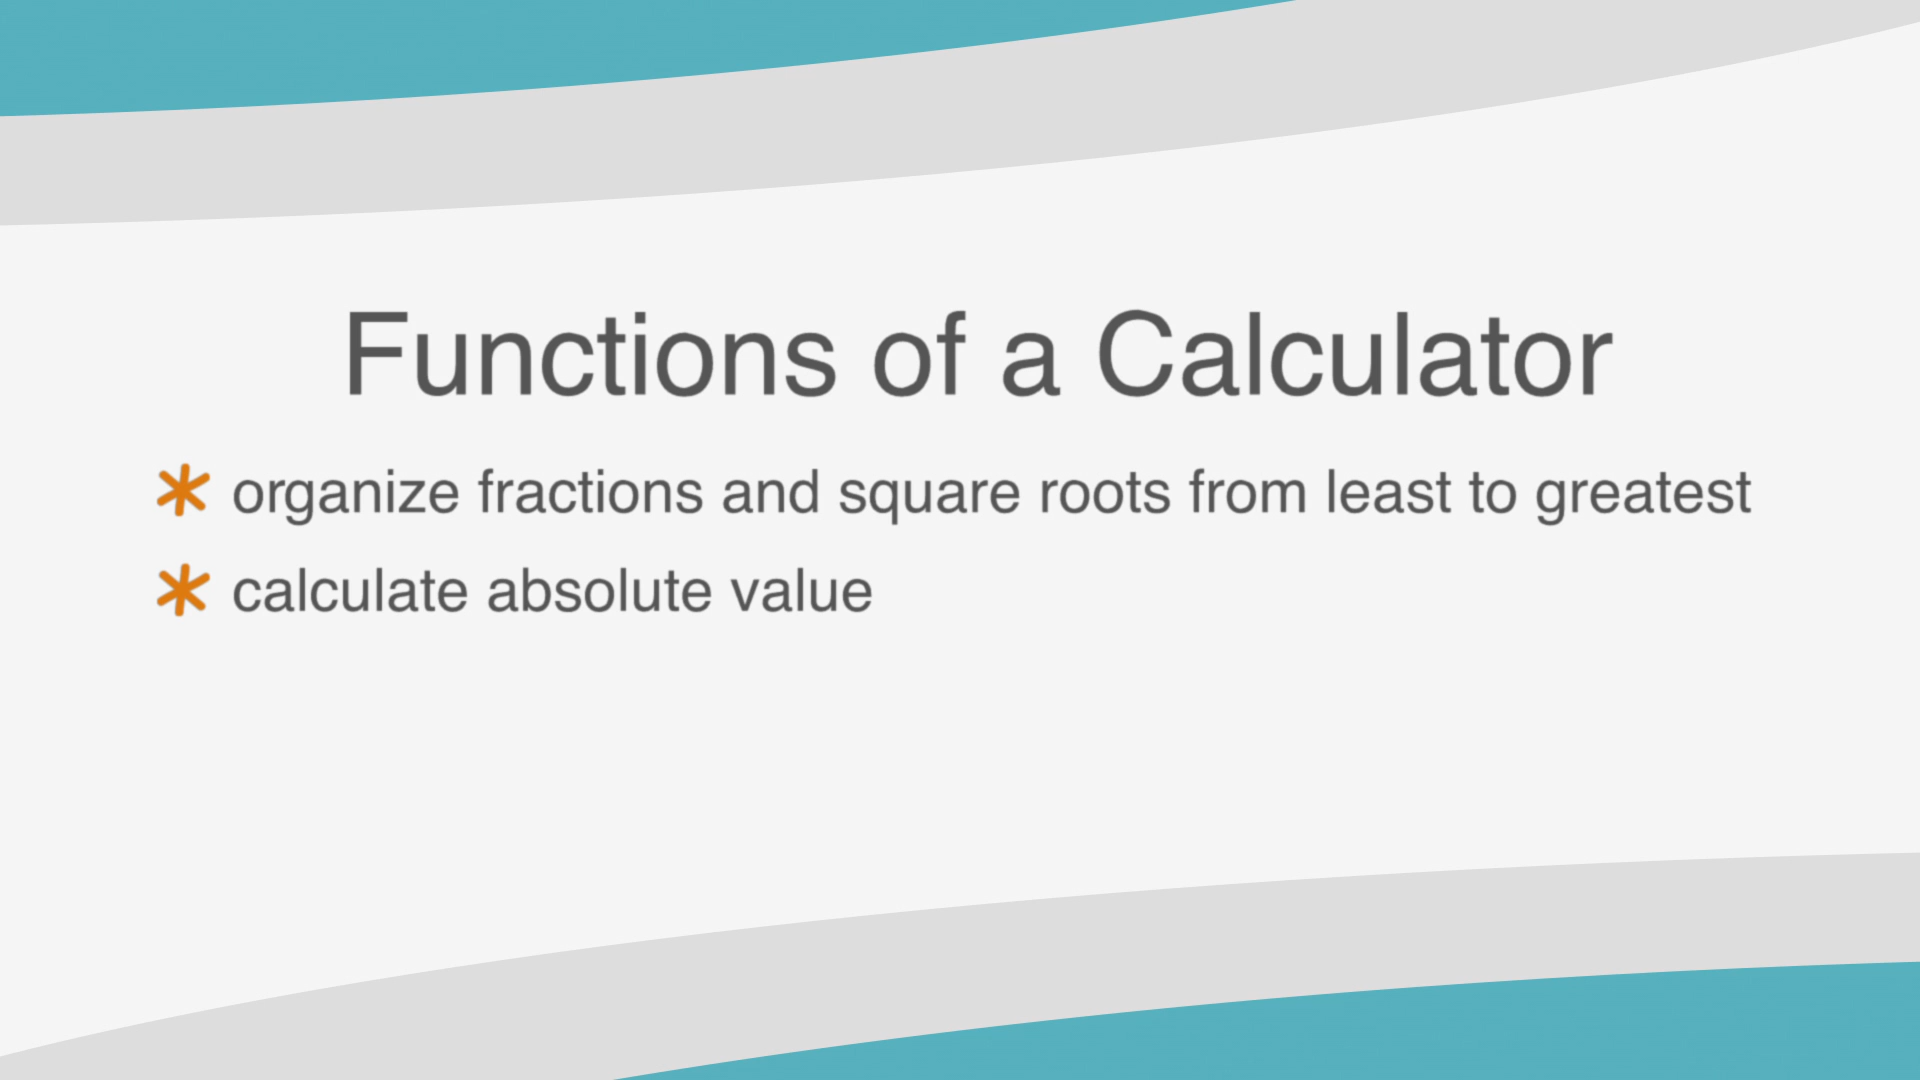 Functions of a Calculator
organize fractions and square roots from least to greatest
calculate absolute value